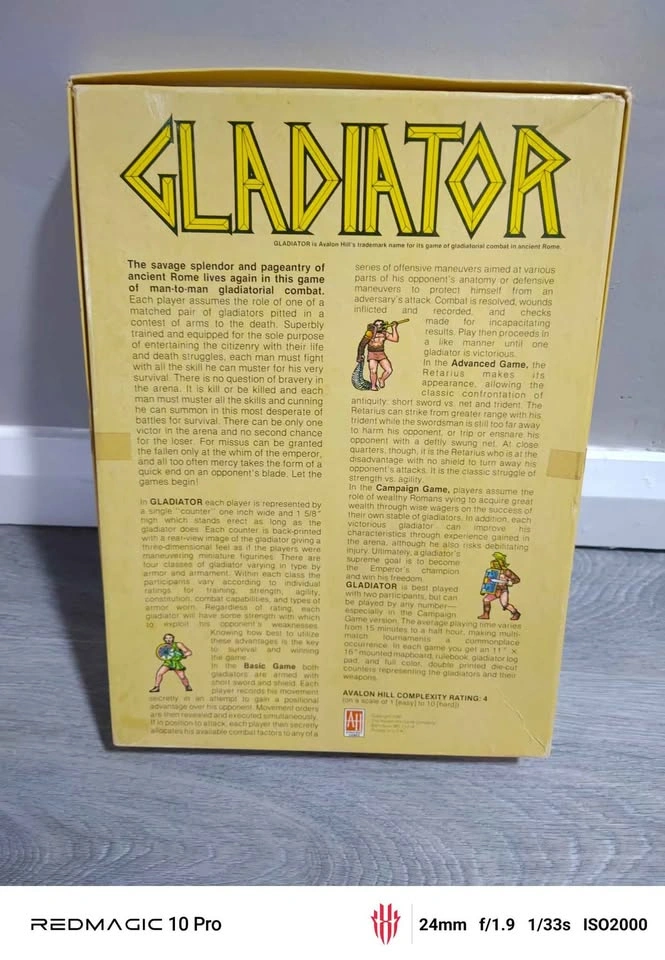 GLADIATOR
GLADIATOR is Avalon Hill's trademark name for its game of gladiatorial combat in ancient Rome.
The savage splendor and pageantry of
ancient Rome lives again in this game
of man-to-man gladiatorial combat.
Each player assumes the role of one of a
matched pair of gladiators pitted in a
contest of arms to the death. Superbly
trained and equipped for the sole purpose
of entertaining the citizenry with their life
and death struggles, each man must fight
with all the skill he can muster for his very
survival. There is no question of bravery in
the arena. It is kill or be killed and each
man must muster all the skills and cunning
he can summon in this most desperate of
battles for survival. There can be only one
victor in the arena and no second chance
for the loser. For missus can be granted
the fallen only at the whim of the emperor,
and all too often mercy takes the form of a
quick end on opponent's blade. Let the
games begin!
In GLADIATOR each player is represented by
a single "counter" one inch wide and 1 5/8"
high which stands erect as long as the
gladiator does. Each counter is back-printed
with a rear-view image of the gladiator giving a
three-dimensional feel as if the players were
maneuvering miniature figurines. There are
four classes of gladiator varying in type by
armor and armament. Within each class the
participants vary according to individual
ratings for training, strength, agility,
constitution, combat capabilities, and types of
armor worn. Regardless of rating, each
gladiator will have some strength with which
to exploit his opponent's weaknesses.
Knowing how best to utilize
these advantages is the key
to survival and winning
the game.
In the Basic Game both
gladiators are armed with
short sword and shield. Each
player records his movement
secretly in an attempt to gain a positional
advantage over his opponent. Movement orders
are then revealed and executed simultaneously.
If in position to attack, each player then secretly
allocates his available combat factors to any of a
series of offensive maneuvers aimed at various
parts of his opponent's anatomy or defensive
maneuvers to protect himself from an
adversary's attack. Combat is resolved, wounds
inflicted and recorded, and checks
made for incapacitating
results. Play then proceeds in
a like manner until one
gladiator is victorious.
In the Advanced Game, the
Retarius makes its
appearance, allowing the
classic confrontation of
antiquity: short sword vs. net and trident. The
Retarius can strike from greater range with his
trident while the swordsman is still too far away
to harm his opponent, or trip or ensnare his
opponent with a deftly swung net. At close
quarters, though, it is the Retarius who is at the
disadvantage with no shield to turn away his
opponent's attacks. It is the classic struggle of
strength vs. agility.
In the Campaign Game, players assume the
role of wealthy Romans vying to acquire great
wealth through wise wagers on the success of
their own stable of gladiators. In addition, each
victorious gladiator can improve his
characteristics through experience gained in
the arena, although he also risks debilitating
injury. Ultimately, a gladiator's
supreme goal is to become
the Emperor's champion
and win his freedom.
GLADIATOR is best played
with two participants, but can
be played by any number—
especially in the Campaign
Game version. The average playing time varies
from 15 minutes to a half hour, making multi-
match tournaments a commonplace
occurrence. In each game you get an 11" ×
16" mounted mapboard, rulebook, gladiator log
pad, and full color, double printed die-cut
counters representing the gladiators and their
weapons.
AVALON HILL COMPLEXITY RATING: 4
(on a scale of 1 [easy] to 10 [hard])
AH
REDMAGIC 10 Pro
24mm f/1.9 1/33s ISO2000